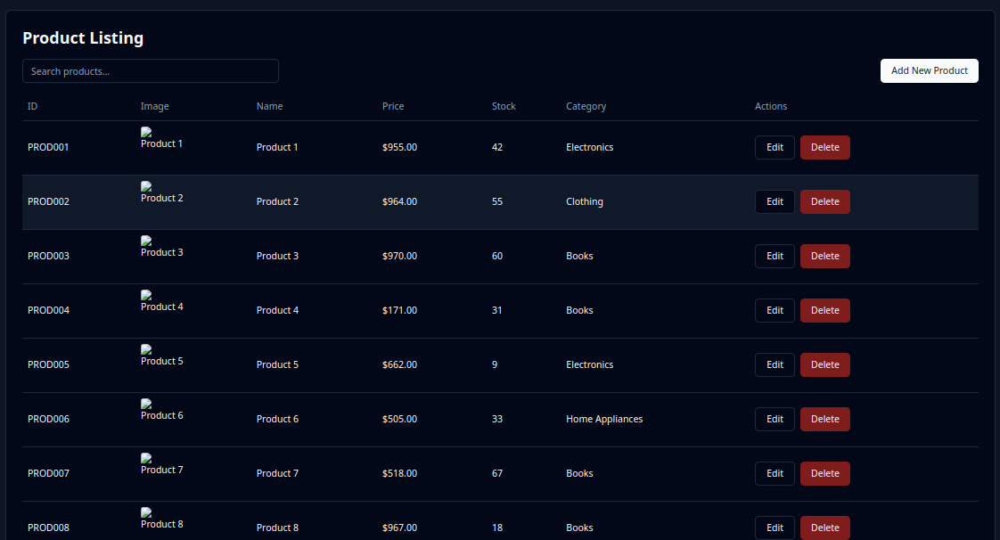 Product Listing
Search products...
Add New Product
ID Image Name Price Stock Category Actions
PROD001 Product 1 Product 1 $955.00 42 Electronics Edit Delete
PROD002 Product 2 Product 2 $964.00 55 Clothing Edit Delete
PROD003 Product 3 Product 3 $970.00 60 Books Edit Delete
PROD004 Product 4 Product 4 $171.00 31 Books Edit Delete
PROD005 Product 5 Product 5 $662.00 9 Electronics Edit Delete
PROD006 Product 6 Product 6 $505.00 33 Home Appliances Edit Delete
PROD007 Product 7 Product 7 $518.00 67 Books Edit Delete
PROD008 Product 8 Product 8 $967.00 18 Books Edit Delete